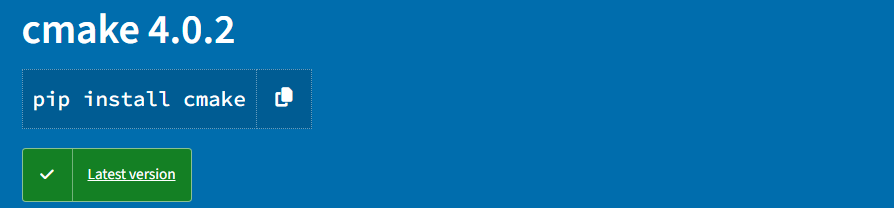 cmake 4.0.2
pip install cmake
Latest version